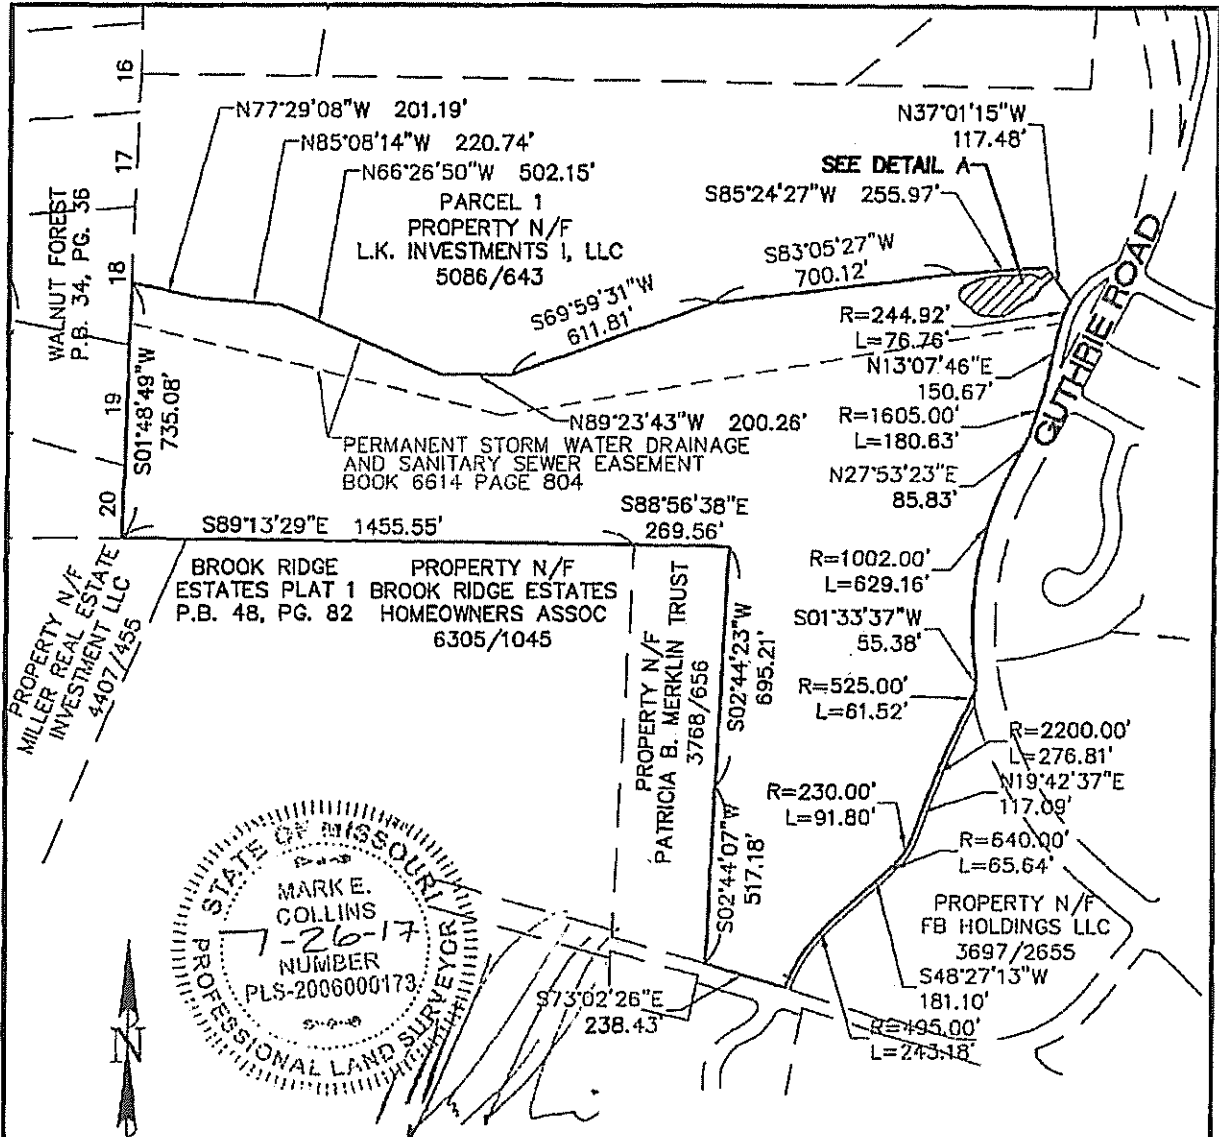 16
17
18
19
20
WALNUT FOREST
P.B. 34, PG. 36
N77°29'08"W 201.19'
N85°08'14"W 220.74'
N66°26'50"W 502.15'
PARCEL 1
PROPERTY N/F
L.K. INVESTMENTS I, LLC
5086/643
N37°01'15"W
117.48'
SEE DETAIL A
S85°24'27"W 255.97'
S83°05'27"W
700.12'
S69°59'31"W
611.81'
GUTHRIE ROAD
R=244.92'
L=76.76'
N13°07'46"E
150.67'
R=1605.00'
L=180.63'
N27°53'23"E
85.83'
S01°48'49"W
735.08'
N89°23'43"W 200.26'
PERMANENT STORM WATER DRAINAGE
AND SANITARY SEWER EASEMENT
BOOK 6614 PAGE 804
S89°13'29"E 1455.55'
S88°56'38"E
269.56'
R=1002.00'
L=629.16'
S01°33'37"W
55.38'
R=525.00'
L=61.52'
PROPERTY N/F
MILLER REAL ESTATE
INVESTMENT LLC
4407/455
BROOK RIDGE
ESTATES PLAT 1
P.B. 48, PG. 82
PROPERTY N/F
BROOK RIDGE ESTATES
HOMEOWNERS ASSOC
6305/1045
PROPERTY N/F
PATRICIA B. MERKLIN TRUST
3768/656
S02°44'23"W
695.21'
S02°44'07"W
517.18'
R=2200.00'
L=276.81'
N19°42'37"E
117.09'
R=230.00'
L=91.80'
R=640.00'
L=65.64'
PROPERTY N/F
FB HOLDINGS LLC
3697/2655
S48°27'13"W
181.10'
R=495.00'
L=243.18'
S73°02'26"E
238.43'
STATE OF MISSOURI
MARK E.
COLLINS
7-26-17
NUMBER
PLS-2006000173
PROFESSIONAL LAND SURVEYOR
N